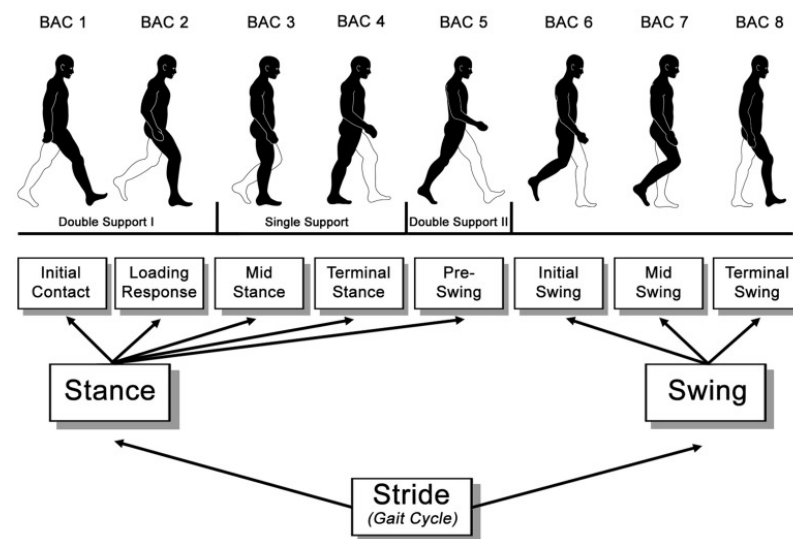 BAC 1 BAC 2 BAC 3 BAC 4 BAC 5 BAC 6 BAC 7 BAC 8
Double Support I Single Support Double Support II
Initial Contact
Loading Response
Mid Stance
Terminal Stance
Pre-Swing
Initial Swing
Mid Swing
Terminal Swing
Stance
Swing
Stride
(Gait Cycle)